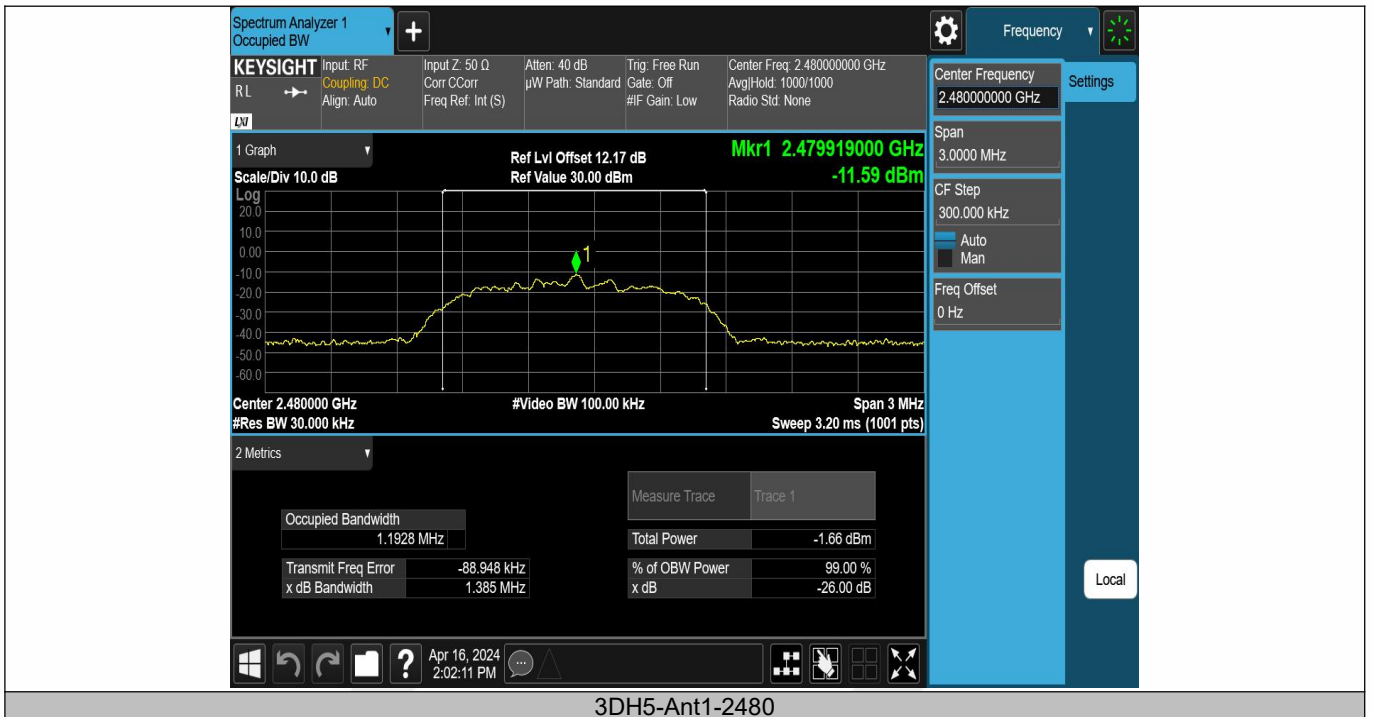 Spectrum Analyzer 1
Occupied BW
Frequency
KEYSIGHT
RL
LXI
Input: RF
Coupling: DC
Align: Auto
Input Z: 50 Ω
Corr CCorr
Freq Ref: Int (S)
Atten: 40 dB
µW Path: Standard
Trig: Free Run
Gate: Off
#IF Gain: Low
Center Freq: 2.480000000 GHz
Avg|Hold: 1000/1000
Radio Std: None
Center Frequency
2.480000000 GHz
Settings
Span
3.0000 MHz
CF Step
300.000 kHz
Auto
Man
Freq Offset
0 Hz
Local
1 Graph
Scale/Div 10.0 dB
Ref Lvl Offset 12.17 dB
Ref Value 30.00 dBm
Mkr1 2.479919000 GHz
-11.59 dBm
Log
20.0
10.0
0.00
-10.0
-20.0
-30.0
-40.0
-50.0
-60.0
1
Center 2.480000 GHz
#Video BW 100.00 kHz
Span 3 MHz
#Res BW 30.000 kHz
Sweep 3.20 ms (1001 pts)
2 Metrics
Measure Trace Trace 1
Occupied Bandwidth
1.1928 MHz
Total Power -1.66 dBm
Transmit Freq Error -88.948 kHz
% of OBW Power 99.00 %
x dB Bandwidth 1.385 MHz
x dB -26.00 dB
?
Apr 16, 2024
2:02:11 PM
3DH5-Ant1-2480